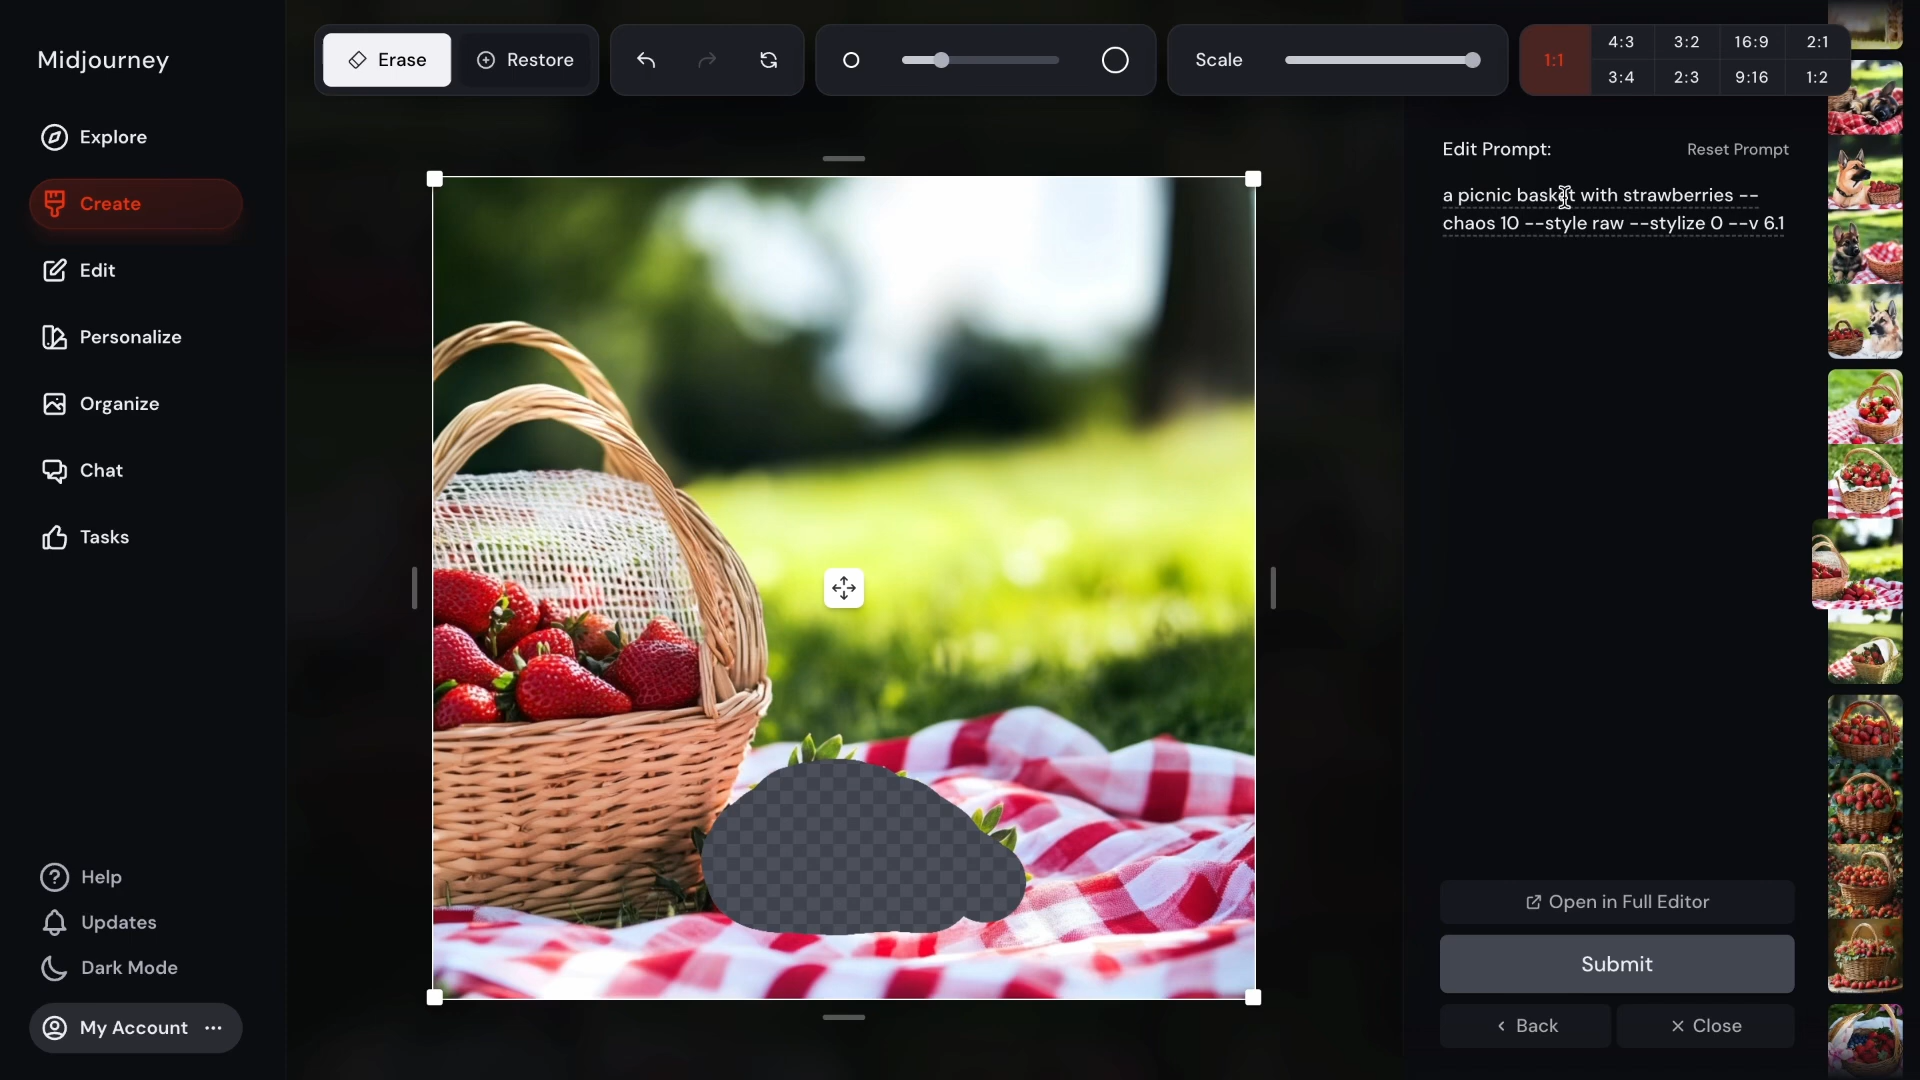 Midjourney
Explore
Create
Edit
Personalize
Organize
Chat
Tasks
Help
Updates
Dark Mode
My Account
Erase
Restore
Scale
1:1
4:3 3:2 16:9 2:1
3:4 2:3 9:16 1:2
Edit Prompt:
Reset Prompt
a picnic basket with strawberries --
chaos 10 --style raw --stylize 0 --v 6.1
Open in Full Editor
Submit
Back
Close